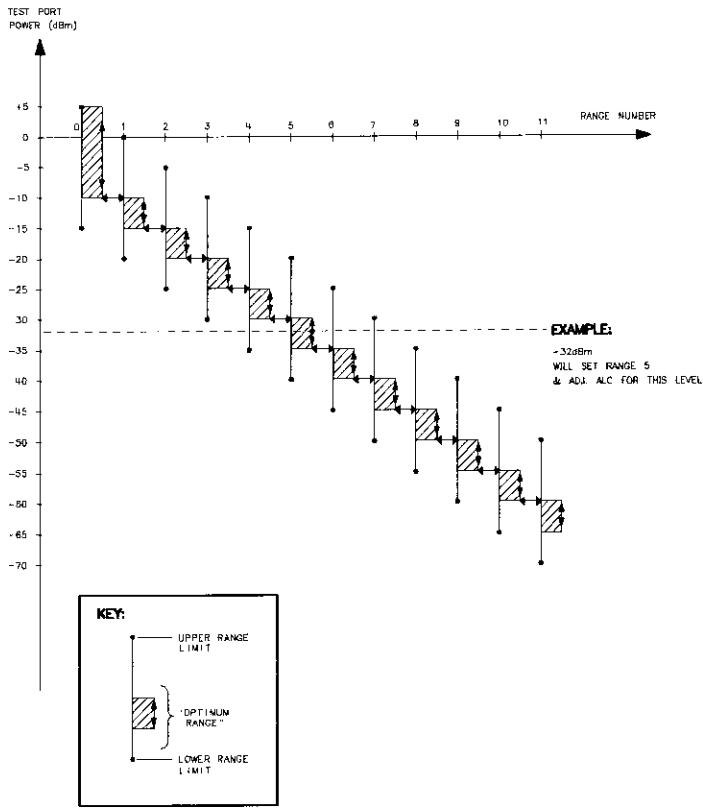 TEST PORT
POWER (dBm)
+5
0
-5
-10
-15
-20
-25
-30
-35
-40
-45
-50
-55
-60
-65
-70
0 1 2 3 4 5 6 7 8 9 10 11
RANGE NUMBER
EXAMPLE:
-32dBm
WILL SET RANGE 5
& ADJ. ALC FOR THIS LEVEL
KEY:
UPPER RANGE
LIMIT
"OPTIMUM
RANGE"
LOWER RANGE
LIMIT